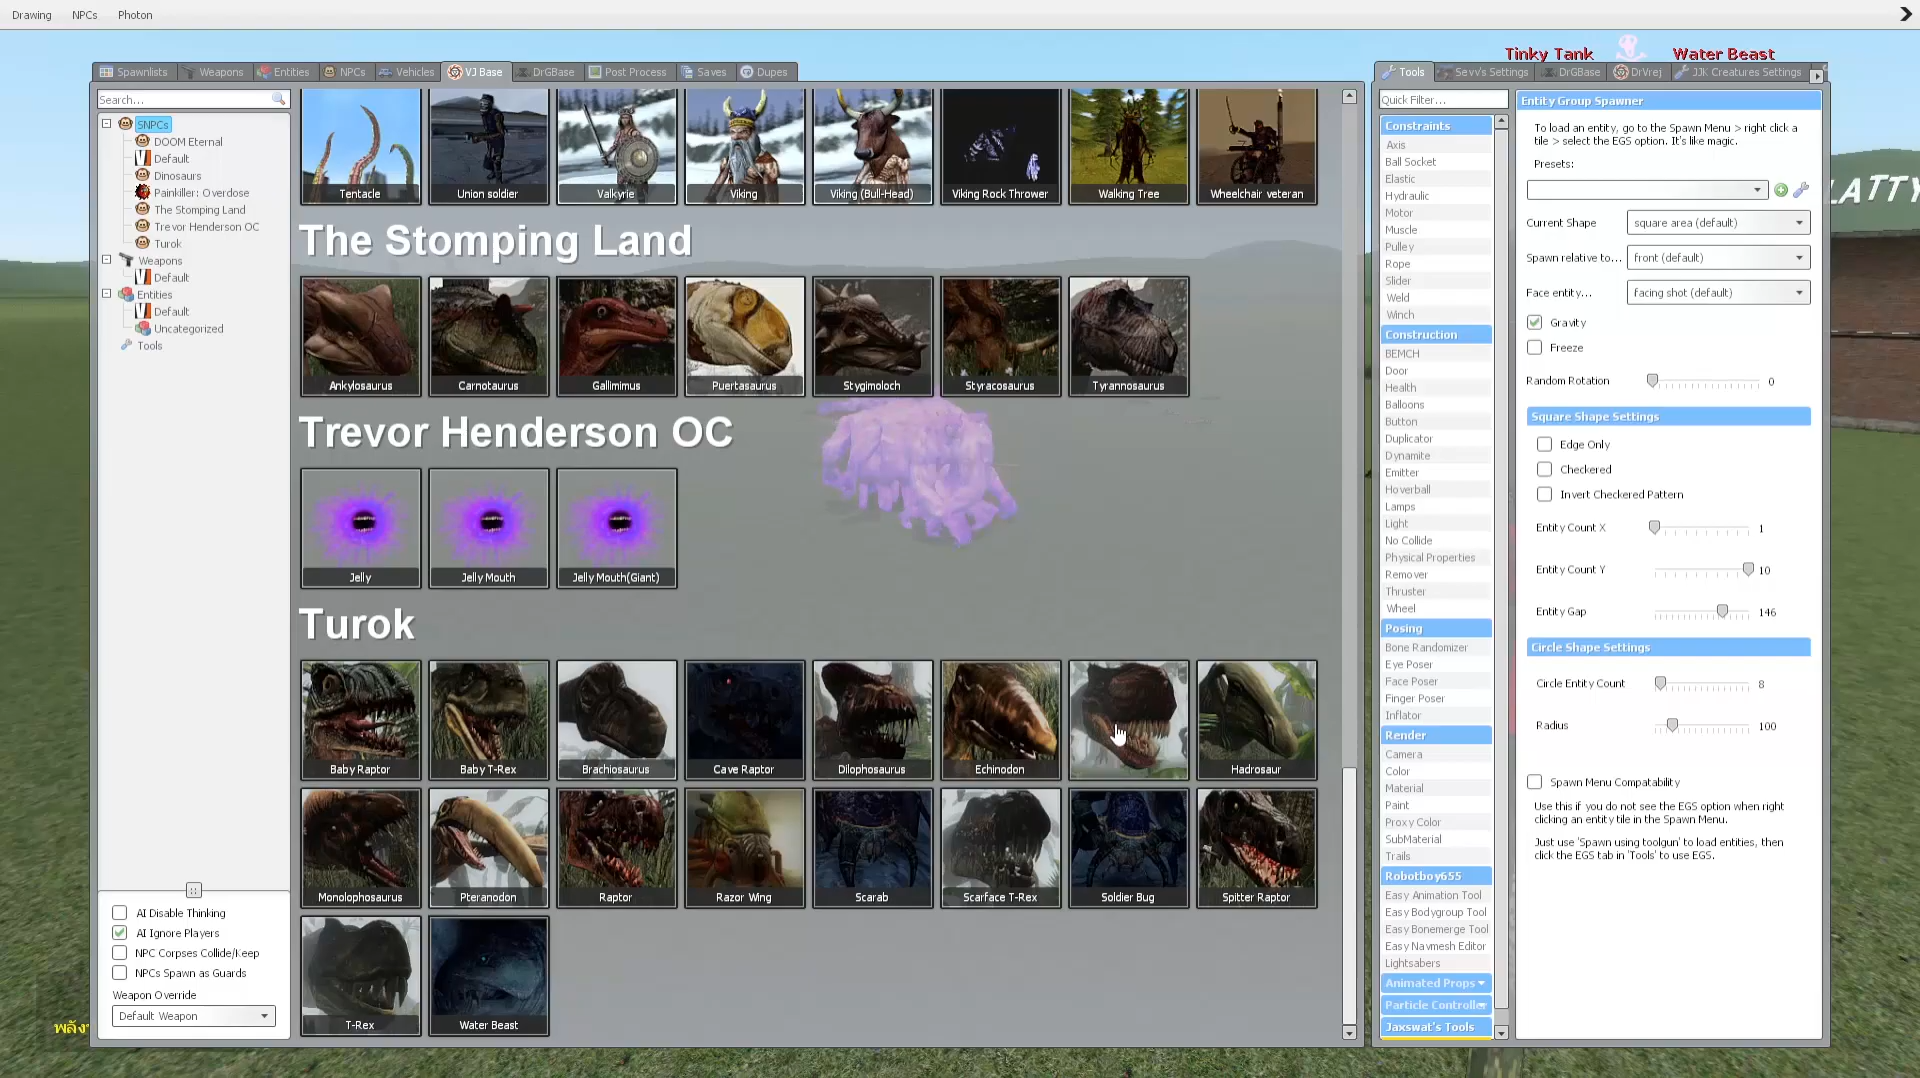 Drawing NPCs Photon
Tinky Tank Water Beast
Spawnlists Weapons Entities NPCs Vehicles VJ Base DrGBase Post Process Saves Dupes
Search...
SNPCs
DOOM Eternal
Default
Dinosaurs
Painkiller: Overdose
The Stomping Land
Trevor Henderson OC
Turok
Weapons
Default
Entities
Default
Uncategorized
Tools
AI Disable Thinking
AI Ignore Players
NPC Corpses Collide/Keep
NPCs Spawn as Guards
Weapon Override
Default Weapon
Tentacle Union soldier Valkyrie Viking Viking (Bull-Head) Viking Rock Thrower Walking Tree Wheelchair veteran
The Stomping Land
Ankylosaurus Carnotaurus Gallimimus Puertasaurus Stygimoloch Styracosaurus Tyrannosaurus
Trevor Henderson OC
Jelly Jelly Mouth Jelly Mouth(Giant)
Turok
Baby Raptor Baby T-Rex Brachiosaurus Cave Raptor Dilophosaurus Echinodon Hadrosaur
Monolophosaurus Pteranodon Raptor Razor Wing Scarab Scarface T-Rex Soldier Bug Spitter Raptor
T-Rex Water Beast
Tools Sevv's Settings DrGBase DrVrej JJK Creatures Settings
Quick Filter...
Constraints
Axis
Ball Socket
Elastic
Hydraulic
Motor
Muscle
Pulley
Rope
Slider
Weld
Winch
Construction
BEMCH
Door
Health
Balloons
Button
Duplicator
Dynamite
Emitter
Hoverball
Lamps
Light
No Collide
Physical Properties
Remover
Thruster
Wheel
Posing
Bone Randomizer
Eye Poser
Face Poser
Finger Poser
Inflator
Render
Camera
Color
Material
Paint
Proxy Color
SubMaterial
Trails
Robotboy655
Easy Animation Tool
Easy Bodygroup Tool
Easy Bonemerge Tool
Easy Navmesh Editor
Lightsabers
Animated Props
Particle Controller
Jaxswat's Tools
Entity Group Spawner
To load an entity, go to the Spawn Menu > right click a
tile > select the EGS option. It's like magic.
Presets:
Current Shape square area (default)
Spawn relative to... front (default)
Face entity... facing shot (default)
Gravity
Freeze
Random Rotation 0
Square Shape Settings
Edge Only
Checkered
Invert Checkered Pattern
Entity Count X 1
Entity Count Y 10
Entity Gap 146
Circle Shape Settings
Circle Entity Count 8
Radius 100
Spawn Menu Compatability
Use this if you do not see the EGS option when right
clicking an entity tile in the Spawn Menu.
Just use 'Spawn using toolgun' to load entities, then
click the EGS tab in 'Tools' to use EGS.
LATTY
พลัง